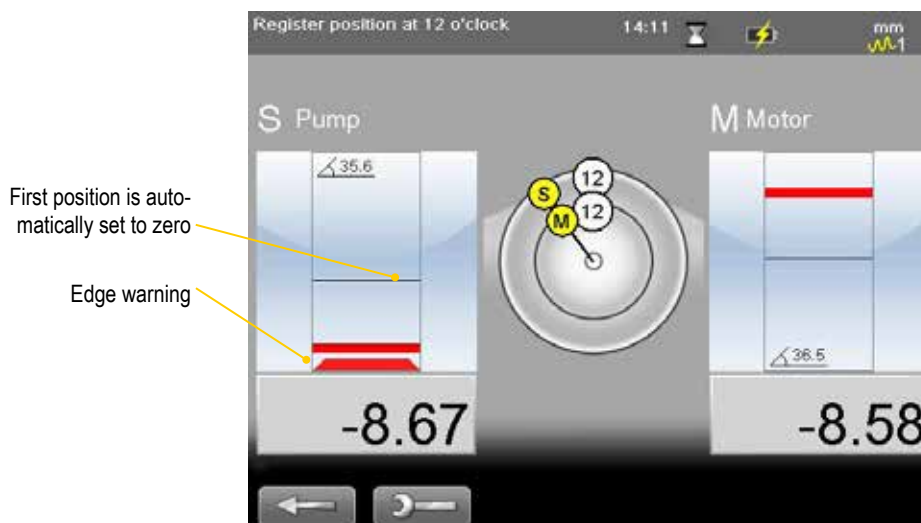 Register position at 12 o'clock
14:11
mm
1
S Pump
M Motor
35.6
12
S
12
M
First position is auto-
matically set to zero
Edge warning
36.5
-8.67
-8.58